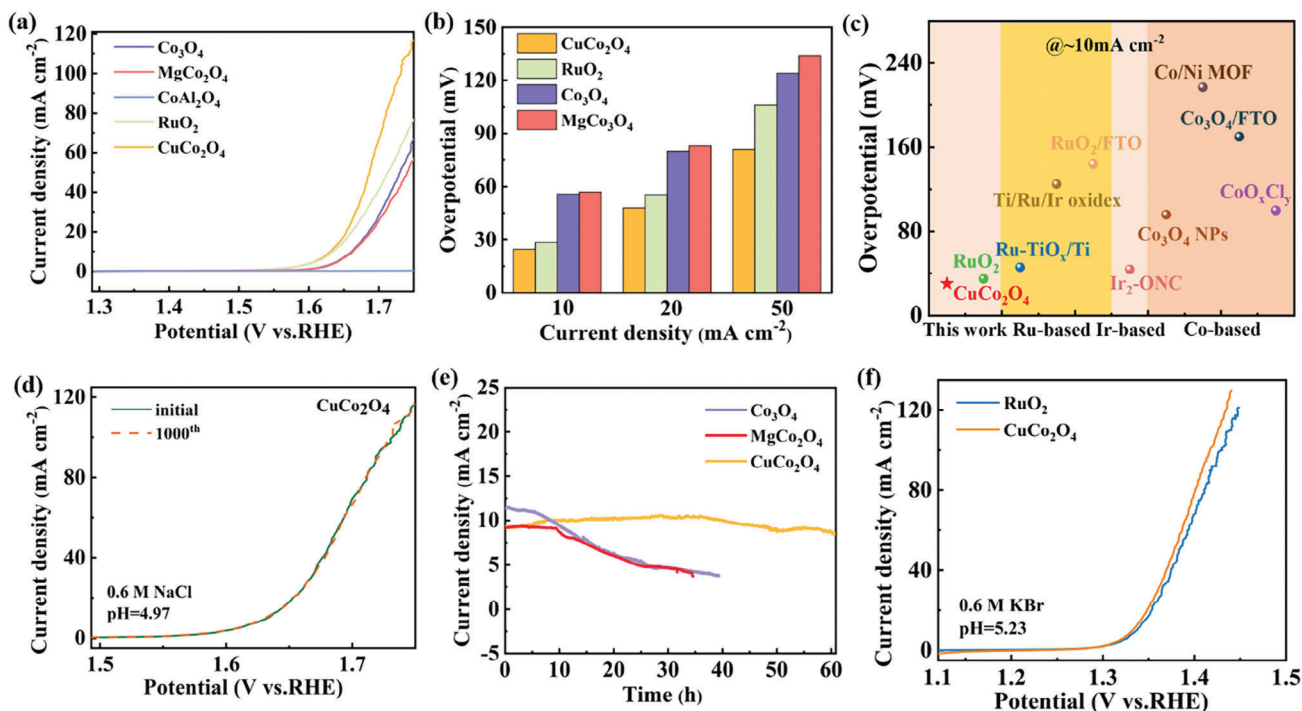 (a)
Current density (mA cm⁻²)
120
100
80
60
40
20
0
Co₃O₄
MgCo₂O₄
CoAl₂O₄
RuO₂
CuCo₂O₄
1.3 1.4 1.5 1.6 1.7
Potential (V vs.RHE)
(b)
Overpotential (mV)
150
120
90
60
30
0
CuCo₂O₄
RuO₂
Co₃O₄
MgCo₃O₄
10 20 50
Current density (mA cm⁻²)
(c)
Overpotential (mV)
240
160
80
0
@~10mA cm⁻²
Co/Ni MOF
Co₃O₄/FTO
RuO₂/FTO
Ti/Ru/Ir oxidex
CoOₓClᵧ
Co₃O₄ NPs
Ru-TiOₓ/Ti
RuO₂
Ir₂-ONC
CuCo₂O₄
This work Ru-based Ir-based Co-based
(d)
Current density (mA cm⁻²)
120
80
40
0
initial
1000ᵗʰ
CuCo₂O₄
0.6 M NaCl
pH=4.97
1.5 1.6 1.7
Potential (V vs.RHE)
(e)
Current density (mA cm⁻²)
25
20
15
10
5
0
-5
Co₃O₄
MgCo₂O₄
CuCo₂O₄
0 10 20 30 40 50 60
Time (h)
(f)
Current density (mA cm⁻²)
120
80
40
0
RuO₂
CuCo₂O₄
0.6 M KBr
pH=5.23
1.1 1.2 1.3 1.4 1.5
Potential (V vs.RHE)